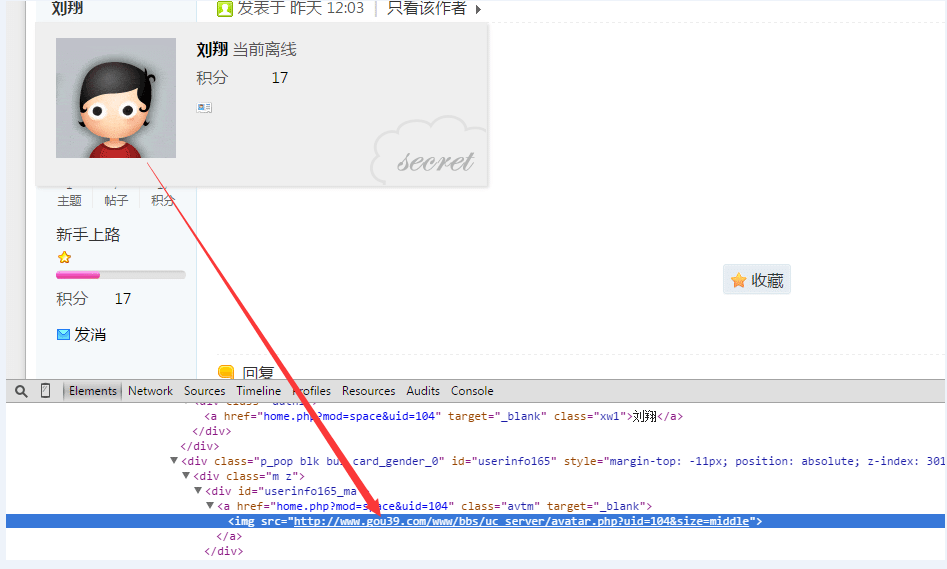 刘翔
发表于 昨天 12:03 | 只看该作者
刘翔 当前离线
积分 17
secret
主题 帖子 积分
新手上路
积分 17
发消
收藏
回复
Elements Network Sources Timeline Profiles Resources Audits Console
<a href="home.php?mod=space&uid=104" target="_blank" class="xw1">刘翔</a>
</div>
</div>
<div class="p_pop blk bui card_gender_0" id="userinfo165" style="margin-top: -11px; position: absolute; z-index: 301
<div class="m z">
<div id="userinfo165_ma
<a href="home.php?mod=space&uid=104" class="avtm" target="_blank">
<img src="http://www.gou39.com/www/bbs/uc_server/avatar.php?uid=104&size=middle">
</a>
</div>